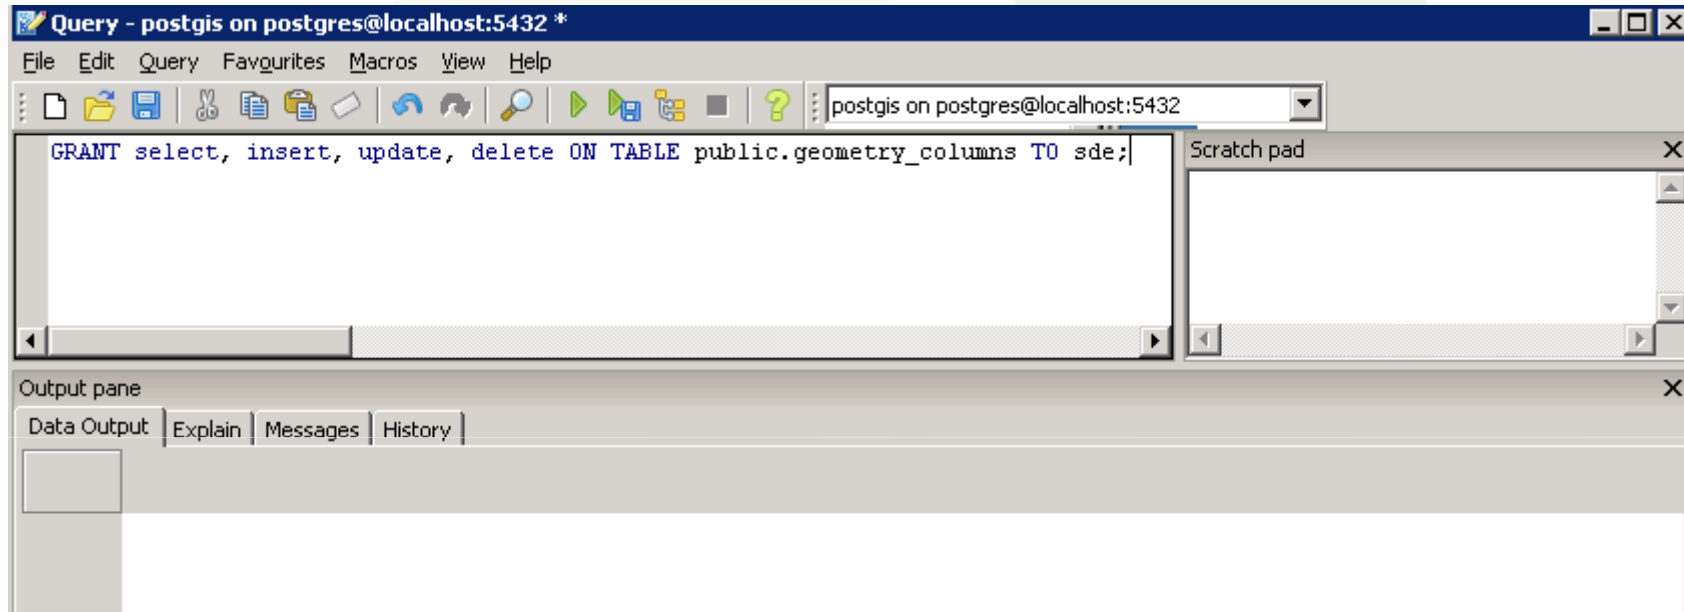 Query - postgis on postgres@localhost:5432 *
File Edit Query Favourites Macros View Help
postgis on postgres@localhost:5432
GRANT select, insert, update, delete ON TABLE public.geometry_columns TO sde;
Scratch pad
Output pane
Data Output Explain Messages History